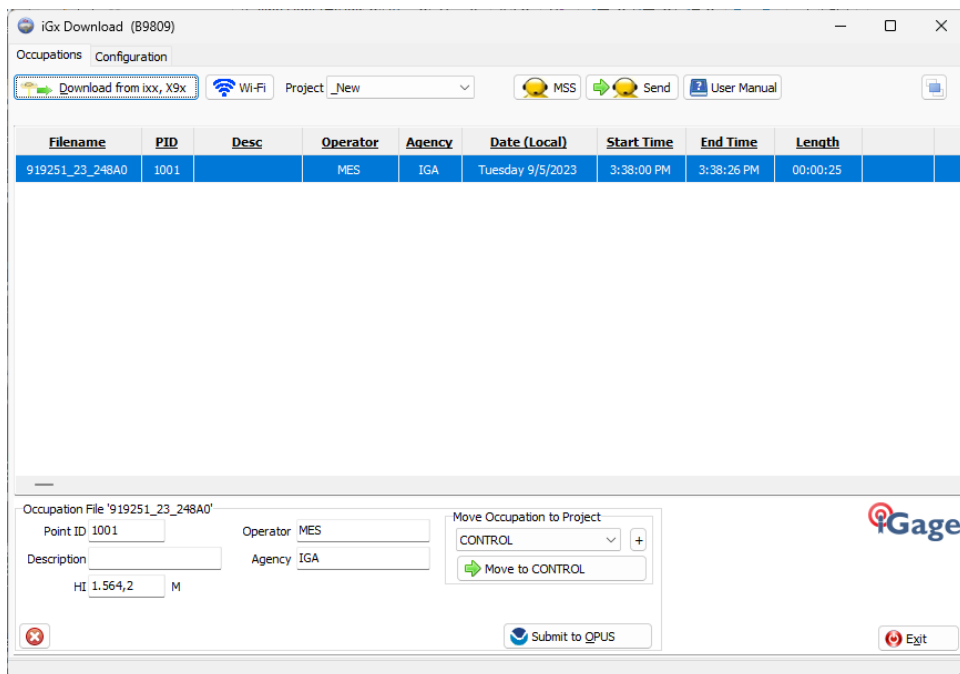 iGx Download (B9809)
Occupations Configuration
Download from ixx, X9x Wi-Fi Project _New MSS Send User Manual
Filename PID Desc Operator Agency Date (Local) Start Time End Time Length
919251_23_248A0 1001 MES IGA Tuesday 9/5/2023 3:38:00 PM 3:38:26 PM 00:00:25
Occupation File '919251_23_248A0'
Point ID 1001 Operator MES Move Occupation to Project
CONTROL +
Description Agency IGA Move to CONTROL
HI 1.564,2 M
iGage
Submit to OPUS Exit